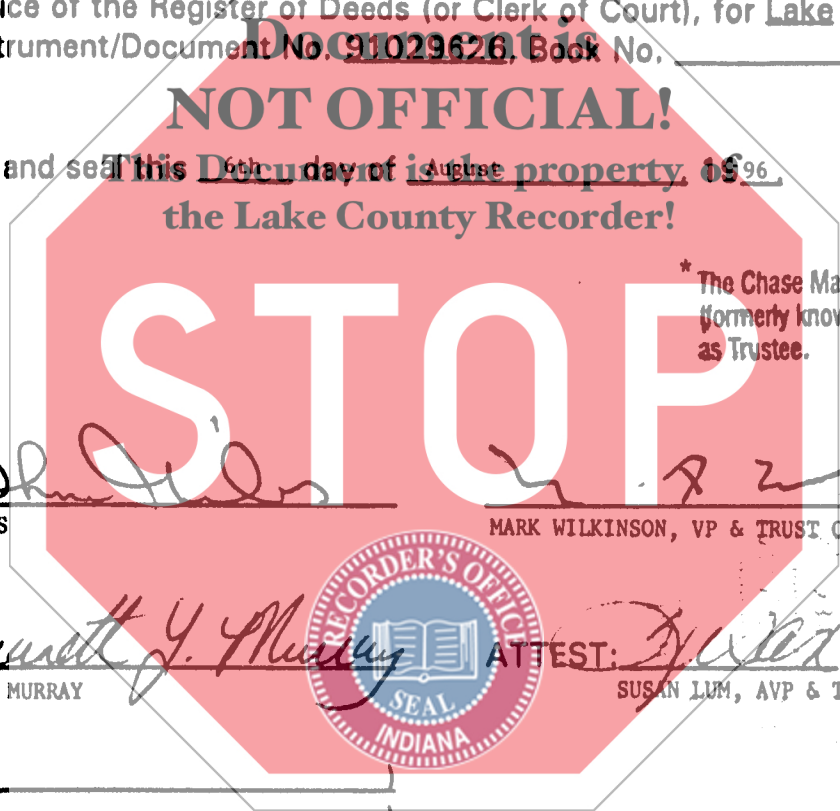 ice of the Register of Deeds (or Clerk of Court), for Lake
trument/Document No. 91029626, Book No.
Document is
NOT OFFICIAL!
and seal this 6th day of August, 19 96.
This Document is the property of
the Lake County Recorder!
* The Chase Ma
(formerly know
as Trustee.
STOP
S
MARK WILKINSON, VP & TRUST O
RECORDER'S OFFICE
SEAL
INDIANA
Y. Murray
ATTEST:
MURRAY
SUSAN LUM, AVP & T